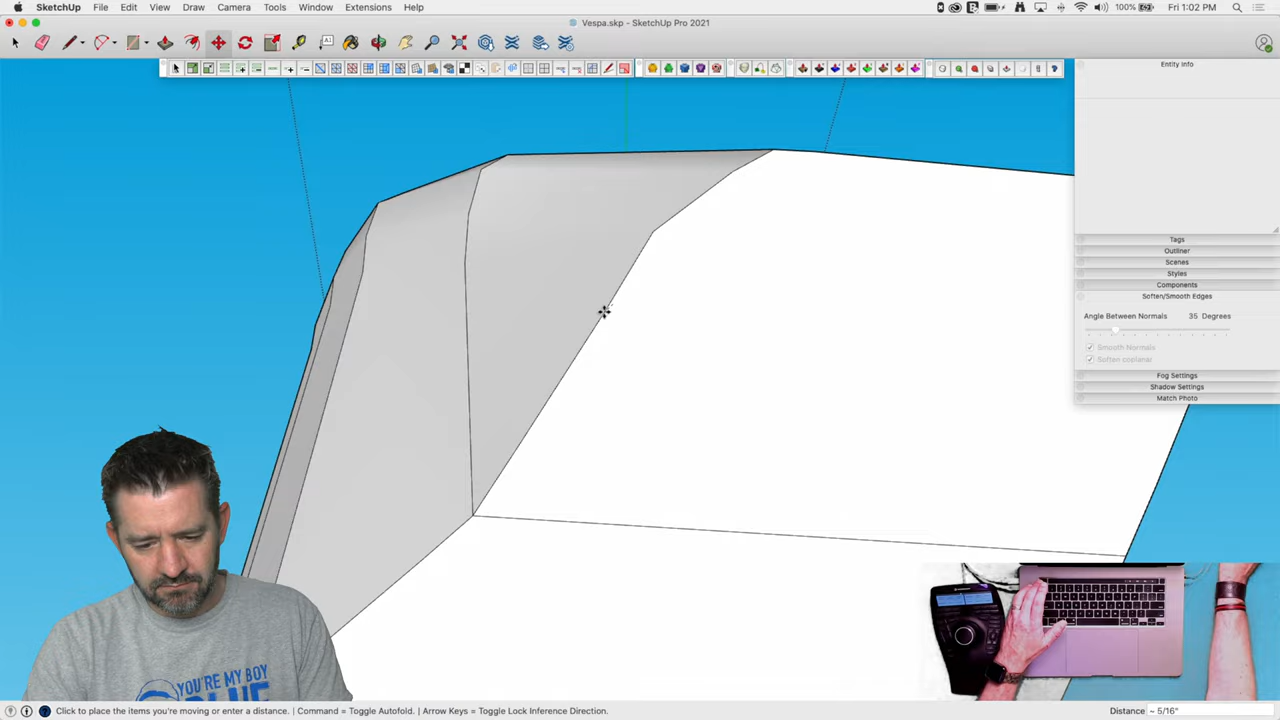 SketchUp File Edit View Draw Camera Tools Window Extensions Help
100% Fri 1:02 PM
Vespa.skp - SketchUp Pro 2021
Entity Info
Tags
Outliner
Scenes
Styles
Components
Soften/Smooth Edges
Angle Between Normals 35 Degrees
Smooth Normals
Soften coplanar
Fog Settings
Shadow Settings
Match Photo
YOU'RE MY BOY
BLUE
Click to place the items you're moving or enter a distance. | Command = Toggle Autofold. | Arrow Keys = Toggle Lock Inference Direction.
Distance ~ 5/16"